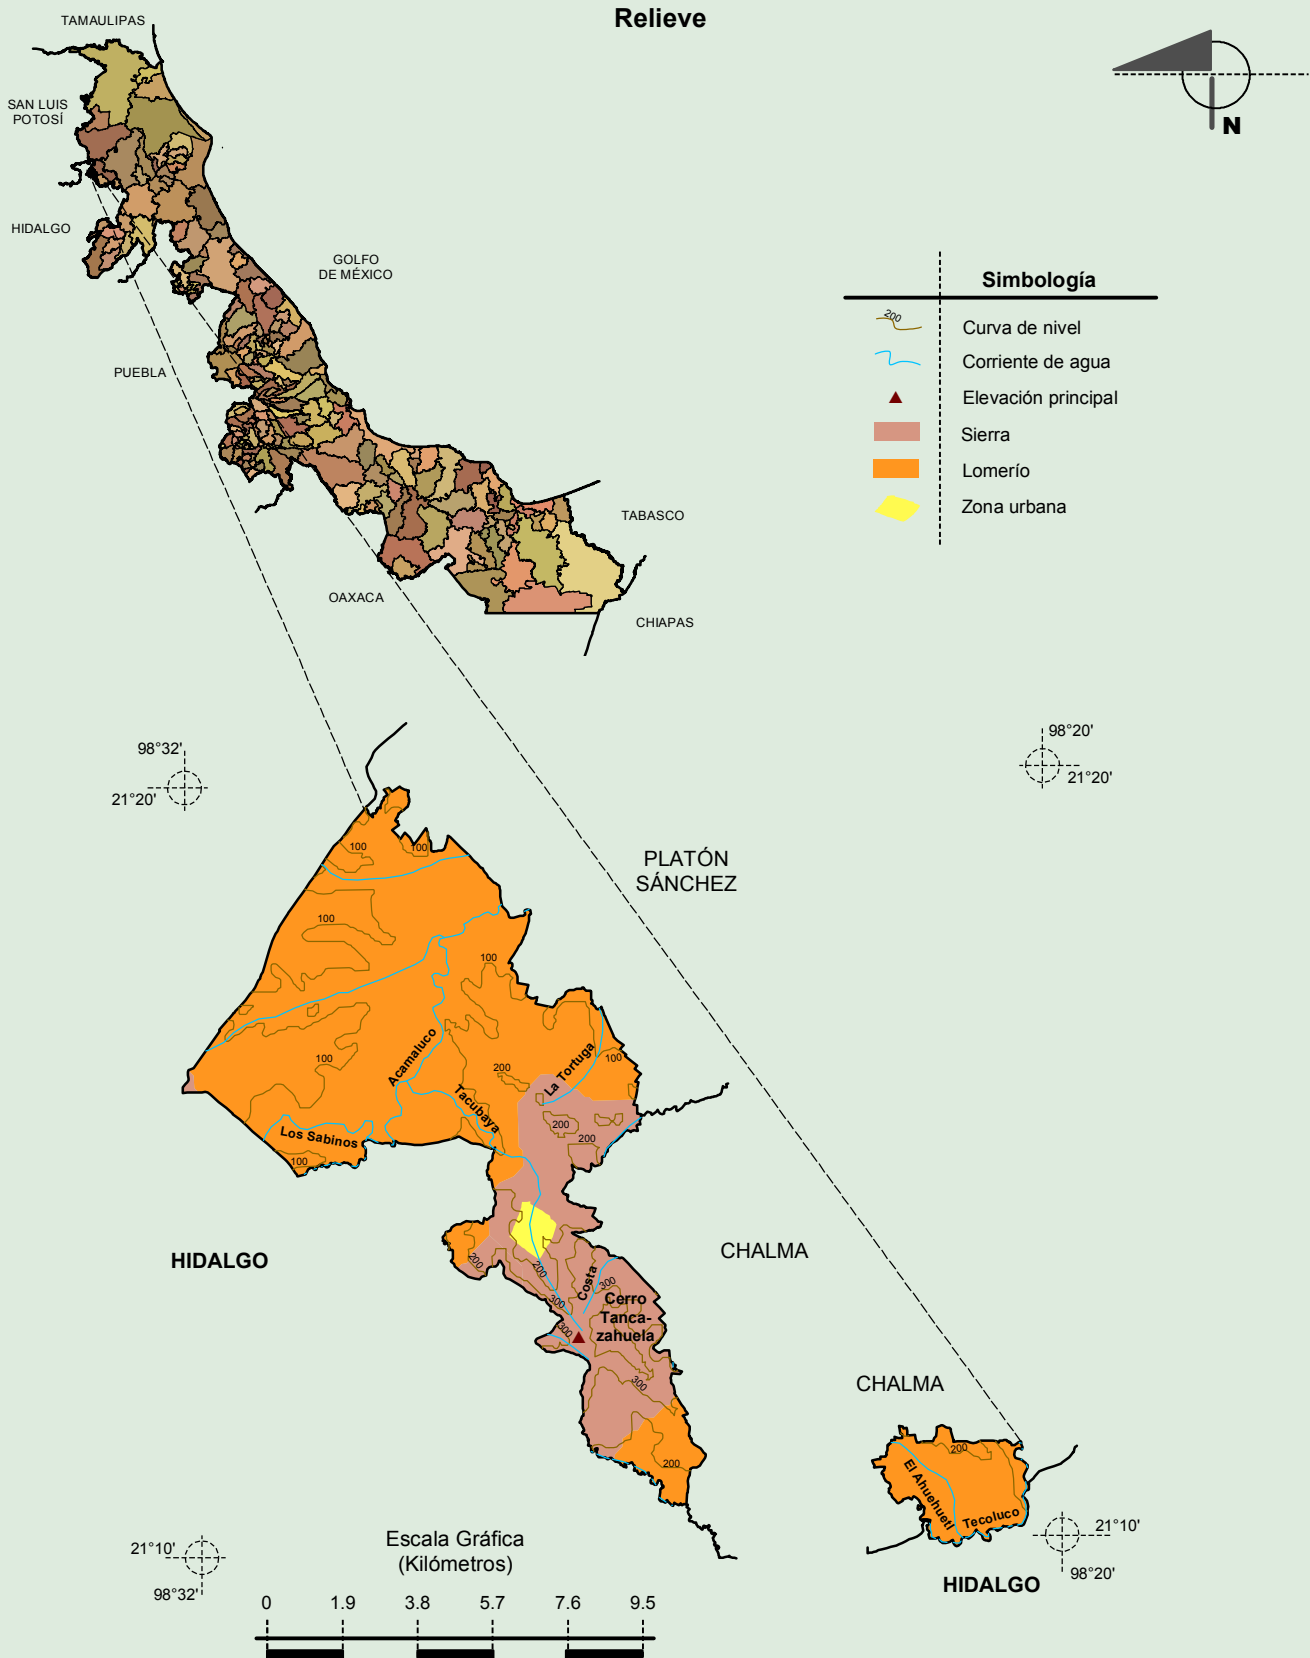 Relieve
TAMAULIPAS
SAN LUIS
POTOSÍ
HIDALGO
GOLFO
DE MÉXICO
PUEBLA
TABASCO
OAXACA
CHIAPAS
N
Simbología
200
Curva de nivel
Corriente de agua
Elevación principal
Sierra
Lomerío
Zona urbana
98°32'
21°20'
98°20'
21°20'
PLATÓN
SÁNCHEZ
100
100
100
100
100
100
100
200
200
200
200
200
200
200
300
300
300
300
Acamaluco
Tacubaya
La Tortuga
Los Sabinos
Costa
Cerro
Tanca-
zahuela
HIDALGO
CHALMA
CHALMA
200
El Ahuehuetl
Tecoluco
HIDALGO
21°10'
98°20'
21°10'
98°32'
Escala Gráfica
(Kilómetros)
0 1.9 3.8 5.7 7.6 9.5